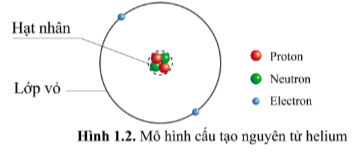 Hạt nhân
Lớp vỏ
Proton
Neutron
Electron
Hình 1.2. Mô hình cấu tạo nguyên tử helium